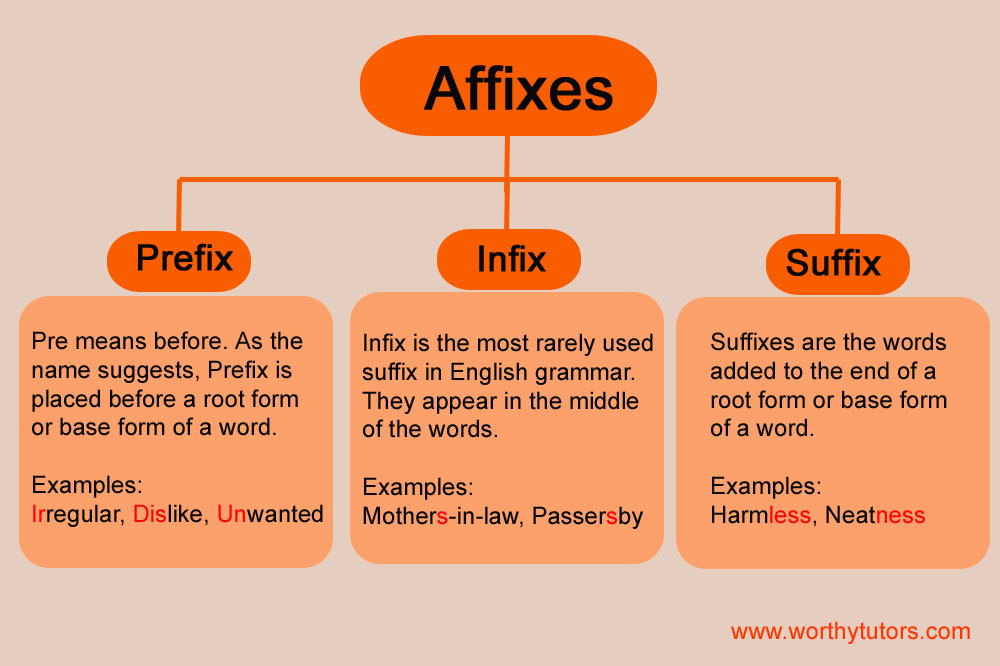 Affixes
Prefix
Pre means before. As the
name suggests, Prefix is
placed before a root form
or base form of a word.
Examples:
Irregular, Dislike, Unwanted
Infix
Infix is the most rarely used
suffix in English grammar.
They appear in the middle
of the words.
Examples:
Mothers-in-law, Passersby
Suffix
Suffixes are the words
added to the end of a
root form or base form
of a word.
Examples:
Harmless, Neatness
www.worthytutors.com